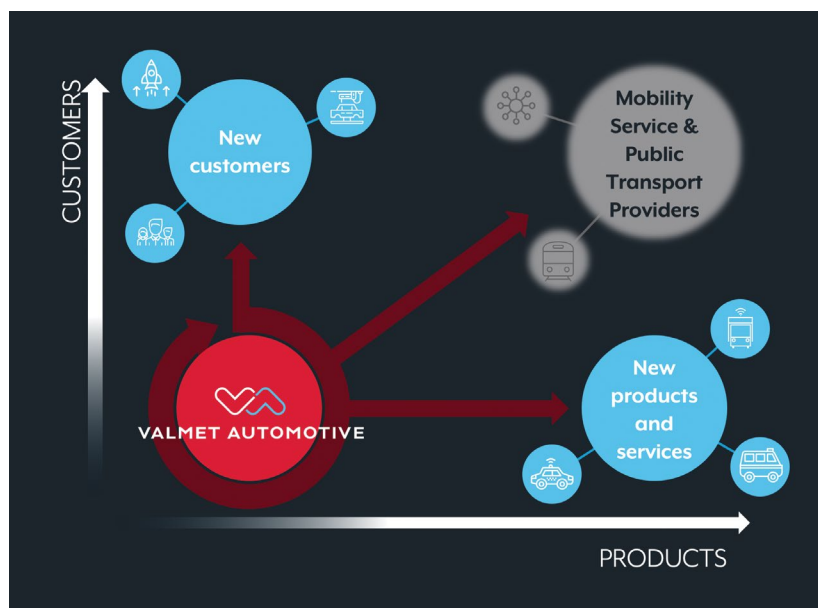 CUSTOMERS
New
customers
Mobility
Service &
Public
Transport
Providers
VALMET AUTOMOTIVE
New
products
and
services
PRODUCTS